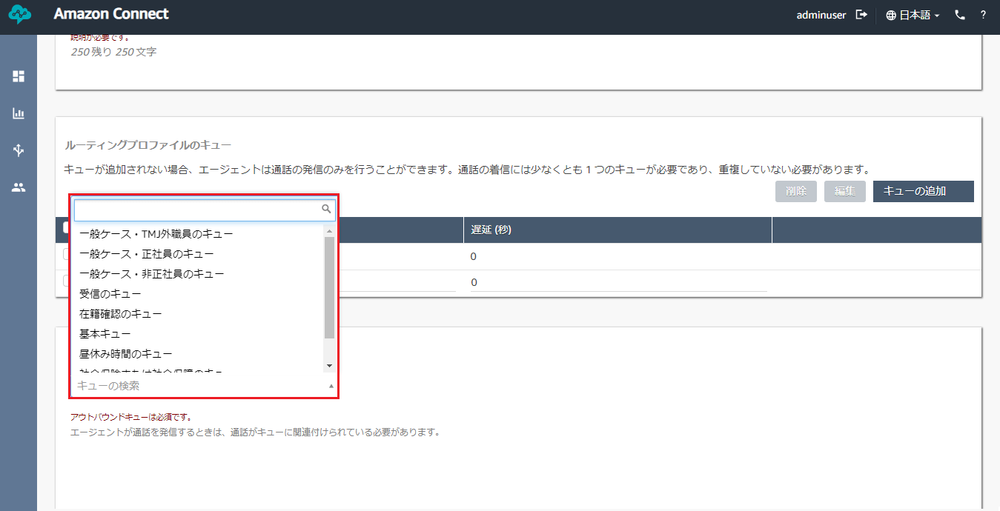 Amazon Connect
adminuser
日本語
?
説明が必要です。
250 残り 250 文字
ルーティングプロファイルのキュー
キューが追加されない場合、エージェントは通話の発信のみを行うことができます。通話の着信には少なくとも 1 つのキューが必要であり、重複していない必要があります。
削除
編集
キューの追加
遅延 (秒)
一般ケース・TMJ外職員のキュー
一般ケース・正社員のキュー
0
一般ケース・非正社員のキュー
0
受信のキュー
在籍確認のキュー
基本キュー
昼休み時間のキュー
キューの検索
アウトバウンドキューは必須です。
エージェントが通話を発信するときは、通話がキューに関連付けられている必要があります。